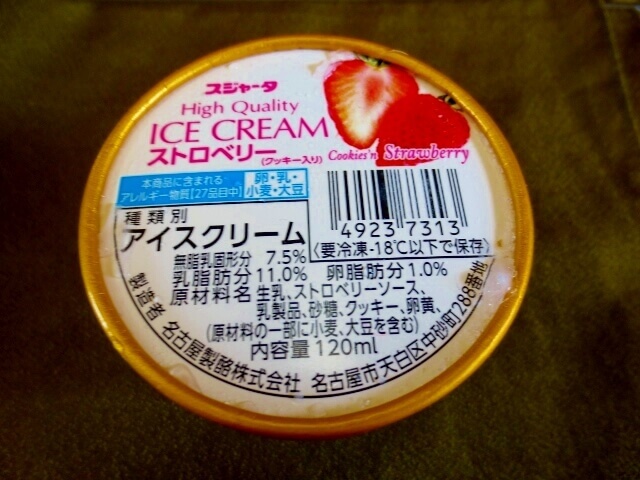 スジャータ
High Quality
ICE CREAM
ストロベリー(クッキー入り)
Cookies'n Strawberry
本商品に含まれる
アレルギー物質【27品目中】
卵・乳・
小麦・大豆
49237313
種類別
アイスクリーム
〈要冷凍-18℃以下で保存〉
無脂乳固形分 7.5%
乳脂肪分 11.0% 卵脂肪分 1.0%
原材料名 生乳、ストロベリーソース、
乳製品、砂糖、クッキー、卵黄、
(原材料の一部に小麦、大豆を含む)
内容量 120ml
製造者 名古屋製酪株式会社 名古屋市天白区中砂町288番地